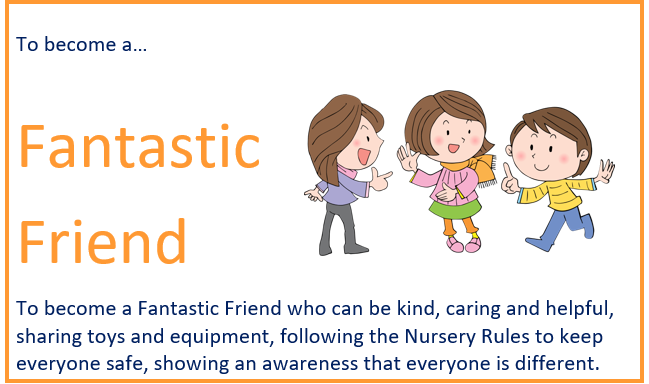 To become a…
Fantastic
Friend
To become a Fantastic Friend who can be kind, caring and helpful,
sharing toys and equipment, following the Nursery Rules to keep
everyone safe, showing an awareness that everyone is different.